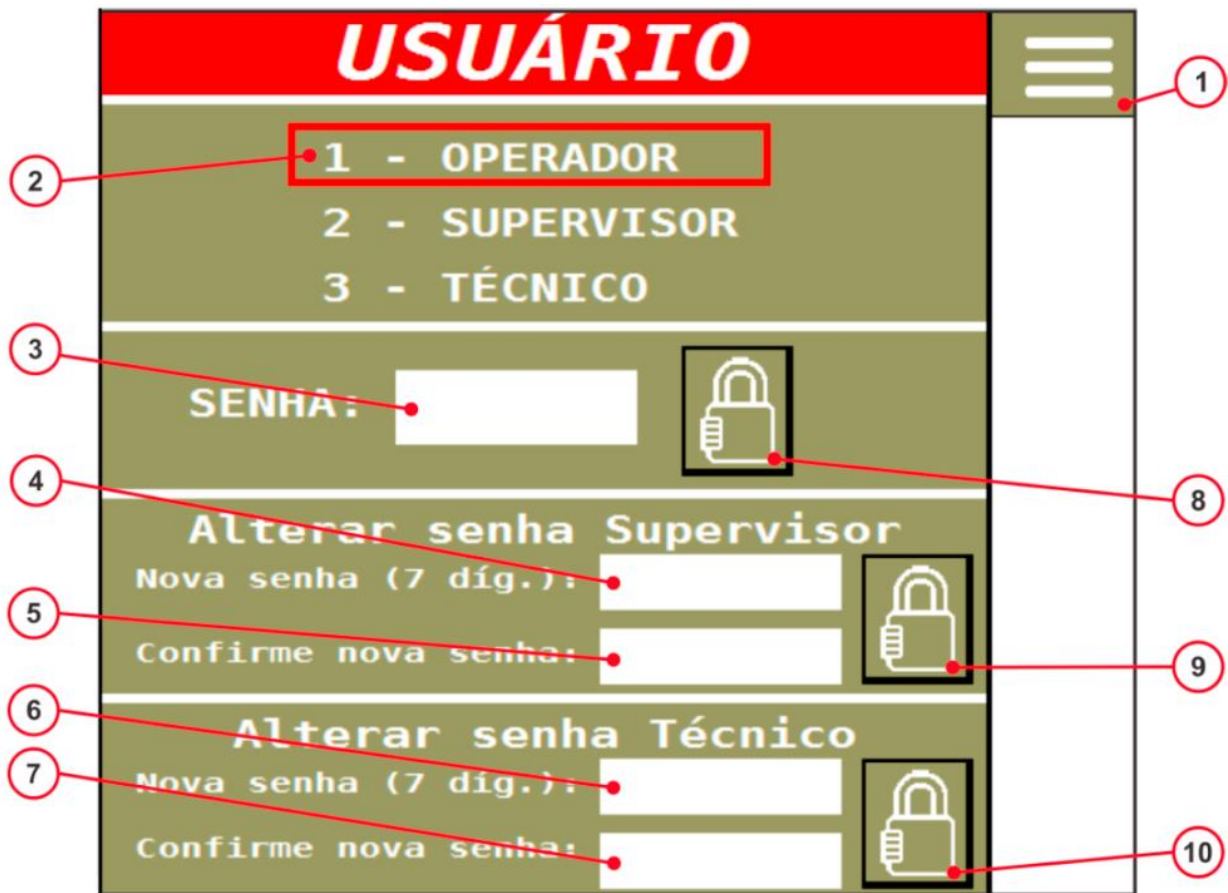 USUÁRIO
1
1 - OPERADOR
2
2 - SUPERVISOR
3 - TÉCNICO
3
SENHA:
4
8
Alterar senha Supervisor
Nova senha (7 díg.):
5
Confirme nova senha:
9
6
Alterar senha Técnico
7
Nova senha (7 díg.):
Confirme nova senha:
10